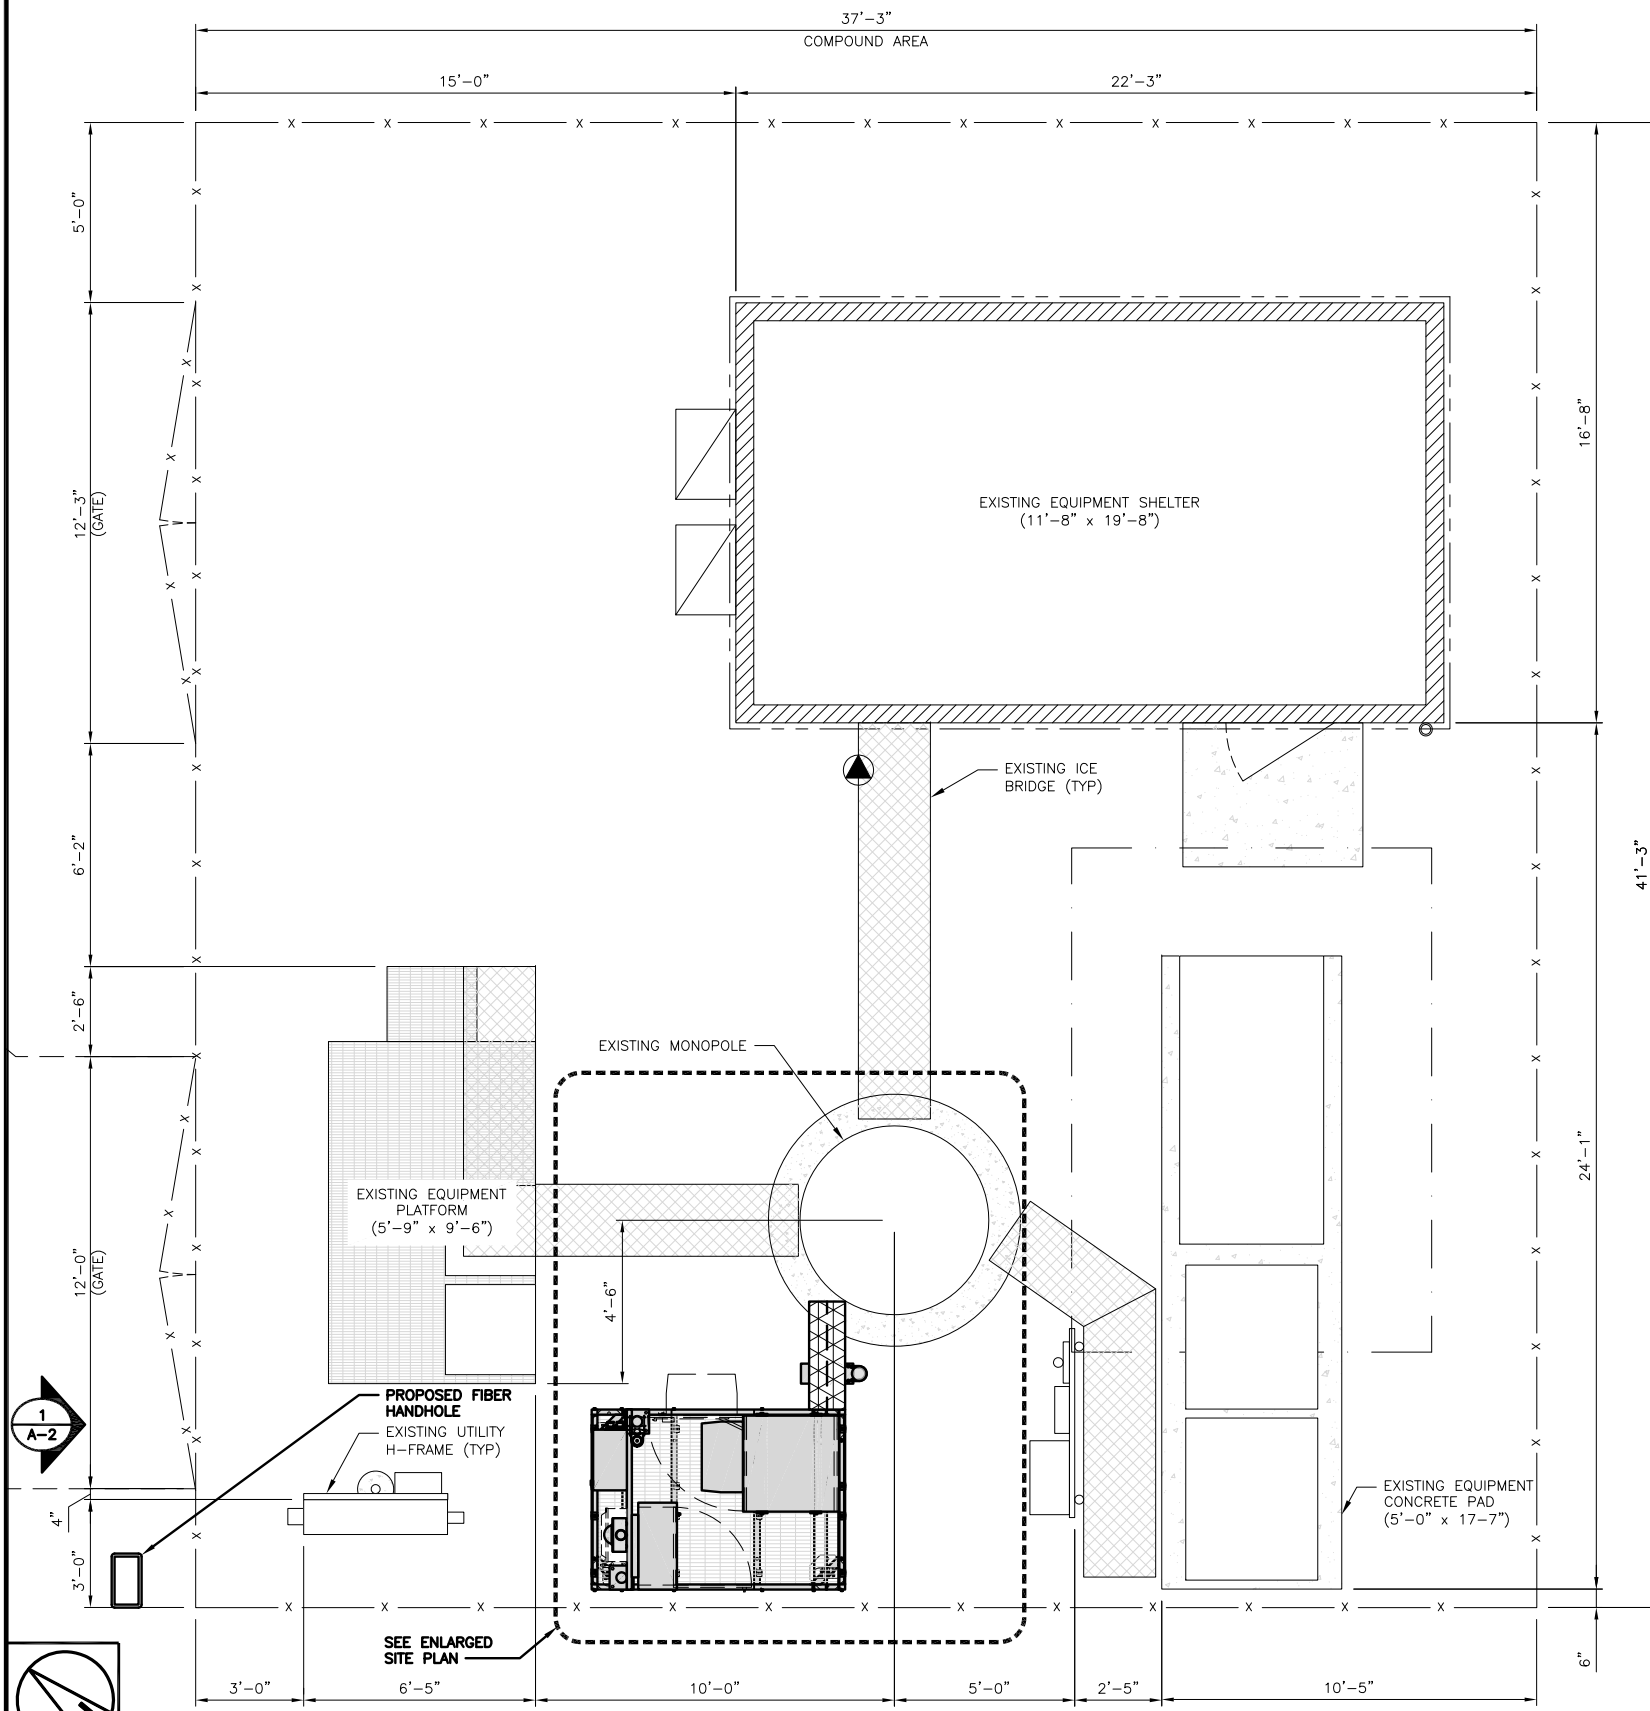 37'-3"
COMPOUND AREA
15'-0"
22'-3"
5'-0"
16'-8"
12'-3"
(GATE)
EXISTING EQUIPMENT SHELTER
(11'-8" x 19'-8")
EXISTING ICE
BRIDGE (TYP)
6'-2"
41'-3"
2'-6"
EXISTING MONOPOLE
24'-1"
EXISTING EQUIPMENT
PLATFORM
(5'-9" x 9'-6")
12'-0"
(GATE)
4'-6"
1
A-2
PROPOSED FIBER
HANDHOLE
EXISTING UTILITY
H-FRAME (TYP)
EXISTING EQUIPMENT
CONCRETE PAD
(5'-0" x 17-7")
4"
3'-0"
SEE ENLARGED
SITE PLAN
6"
3'-0"
6'-5"
10'-0"
5'-0"
2'-5"
10'-5"